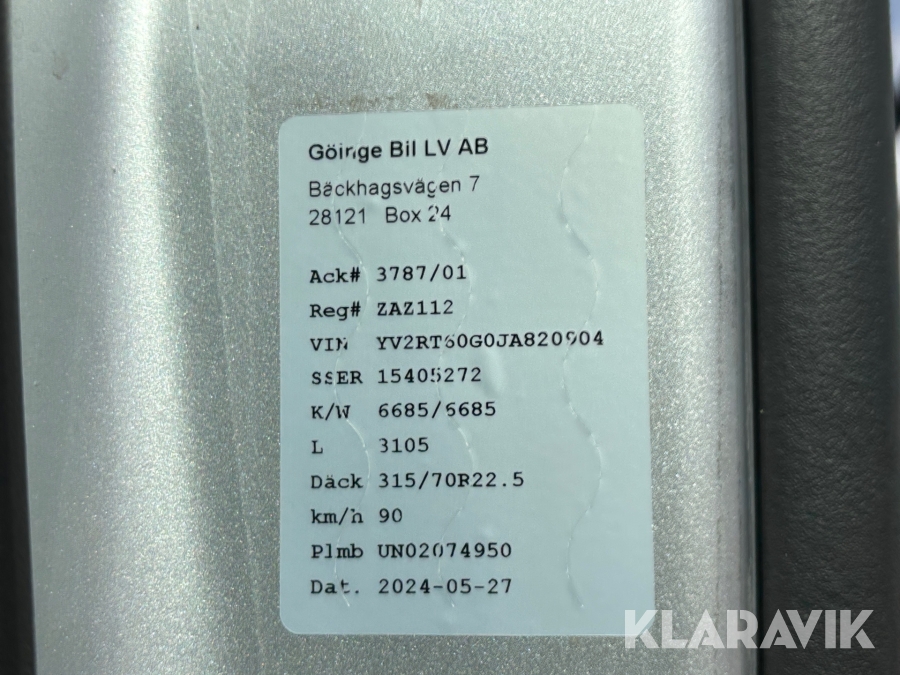 Göinge Bil LV AB
Bäckhagsvägen 7
28121 Box 24
Ack# 3787/01
Reg# ZAZ112
VIN YV2RT60G0JA820904
SSER 15405272
K/W 6685/6685
L 3105
Däck 315/70R22.5
km/h 90
Plmb UN02074950
Dat. 2024-05-27
KLARAVIK